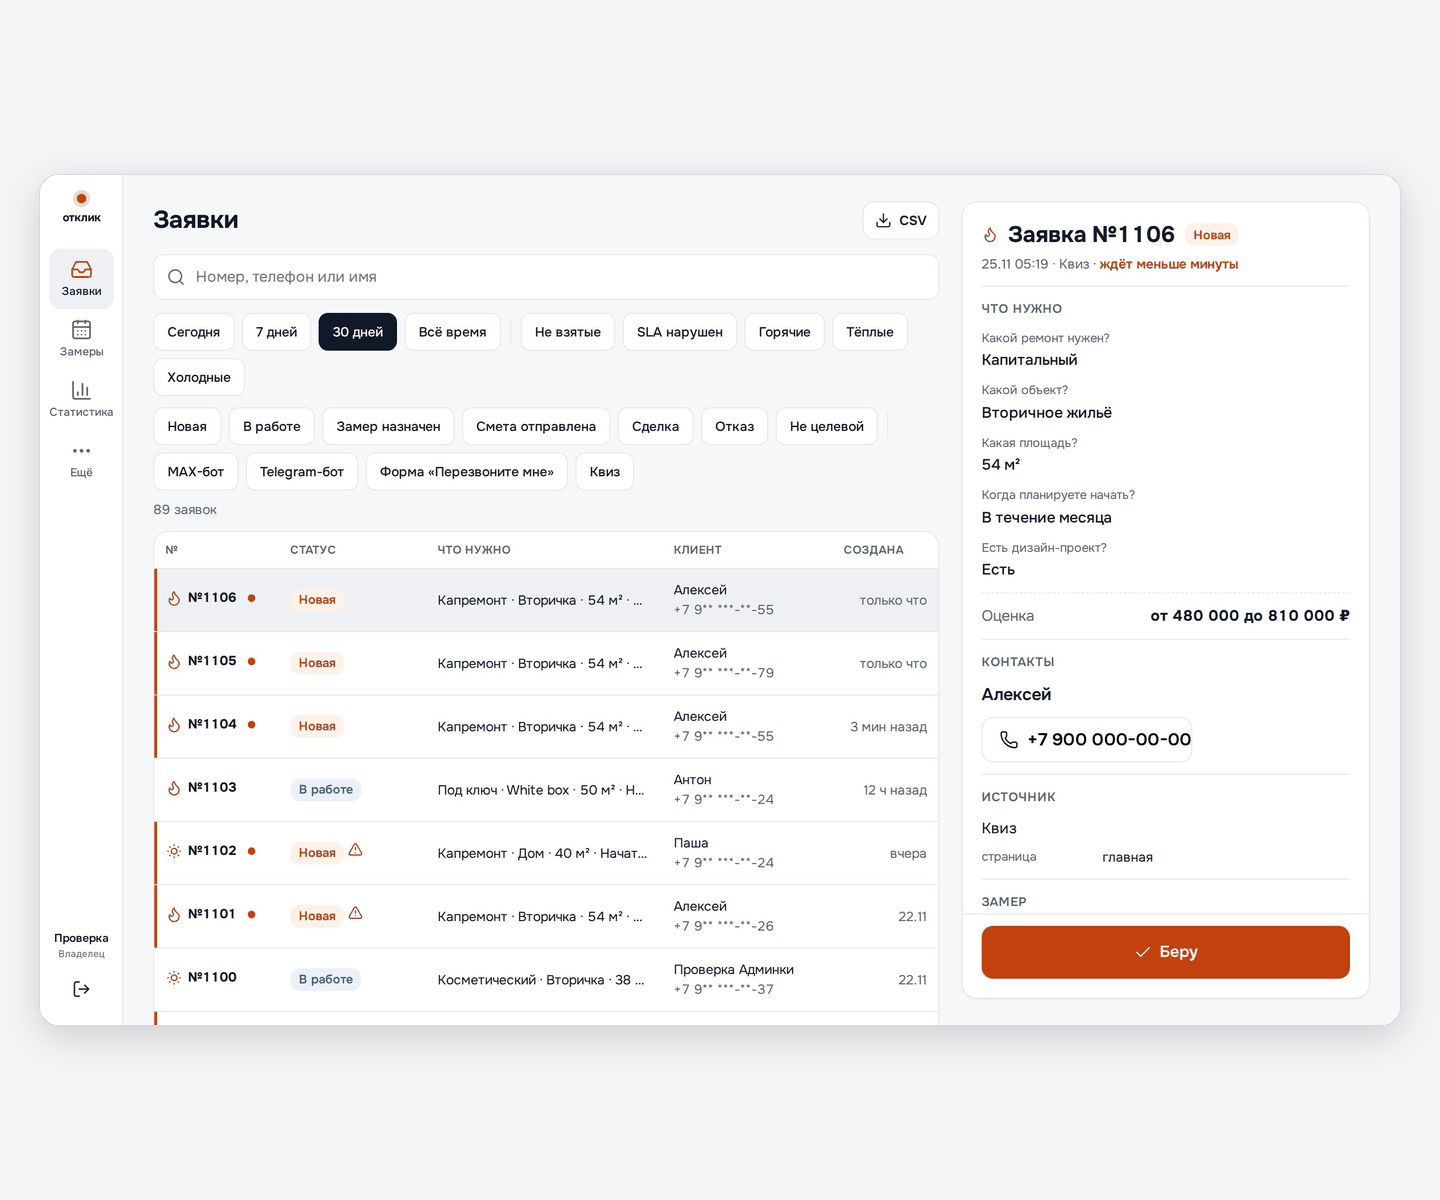 отклик
Заявки
Замеры
Статистика
Ещё
Проверка
Владелец
Заявки
CSV
Номер, телефон или имя
Сегодня 7 дней 30 дней Всё время Не взятые SLA нарушен Горячие Тёплые
Холодные
Новая В работе Замер назначен Смета отправлена Сделка Отказ Не целевой
MAX-бот Telegram-бот Форма «Перезвоните мне» Квиз
89 заявок
№ СТАТУС ЧТО НУЖНО КЛИЕНТ СОЗДАНА
№1106 Новая Капремонт · Вторичка · 54 м² · ... Алексей только что
+7 9** ***-**-55
№1105 Новая Капремонт · Вторичка · 54 м² · ... Алексей только что
+7 9** ***-**-79
№1104 Новая Капремонт · Вторичка · 54 м² · ... Алексей 3 мин назад
+7 9** ***-**-55
№1103 В работе Под ключ · White box · 50 м² · Н... Антон 12 ч назад
+7 9** ***-**-24
№1102 Новая Капремонт · Дом · 40 м² · Начат... Паша вчера
+7 9** ***-**-24
№1101 Новая Капремонт · Вторичка · 54 м² · ... Алексей 22.11
+7 9** ***-**-26
№1100 В работе Косметический · Вторичка · 38 ... Проверка Админки 22.11
+7 9** ***-**-37
Заявка №1106 Новая
25.11 05:19 · Квиз · ждёт меньше минуты
ЧТО НУЖНО
Какой ремонт нужен?
Капитальный
Какой объект?
Вторичное жильё
Какая площадь?
54 м²
Когда планируете начать?
В течение месяца
Есть дизайн-проект?
Есть
Оценка от 480 000 до 810 000 ₽
КОНТАКТЫ
Алексей
+7 900 000-00-00
ИСТОЧНИК
Квиз
страница главная
ЗАМЕР
Беру